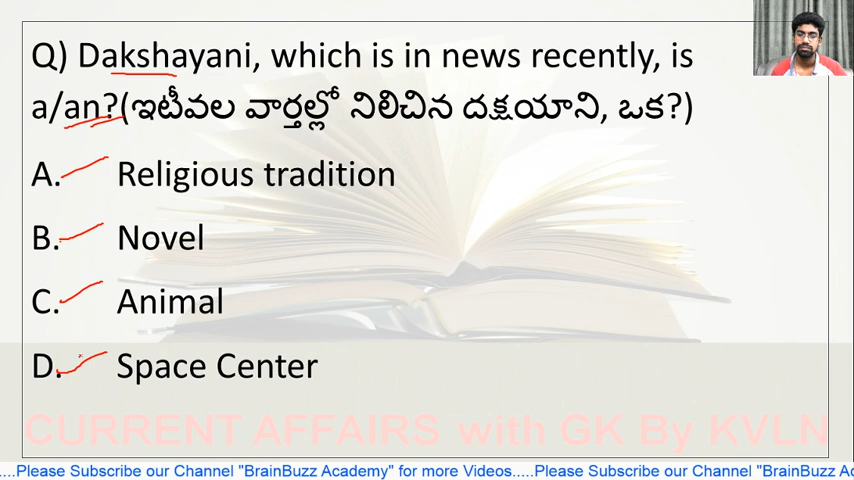 Q) Dakshayani, which is in news recently, is
a/an?(ఇటీవల వార్తల్లో నిలిచిన దక్షయాని, ఒక?)
A. Religious tradition
B. Novel
C. Animal
D. Space Center
CURRENT AFFAIRS with GK By KVLN
....Please Subscribe our Channel "BrainBuzz Academy" for more Videos.....Please Subscribe our Channel "BrainBuzz Ac